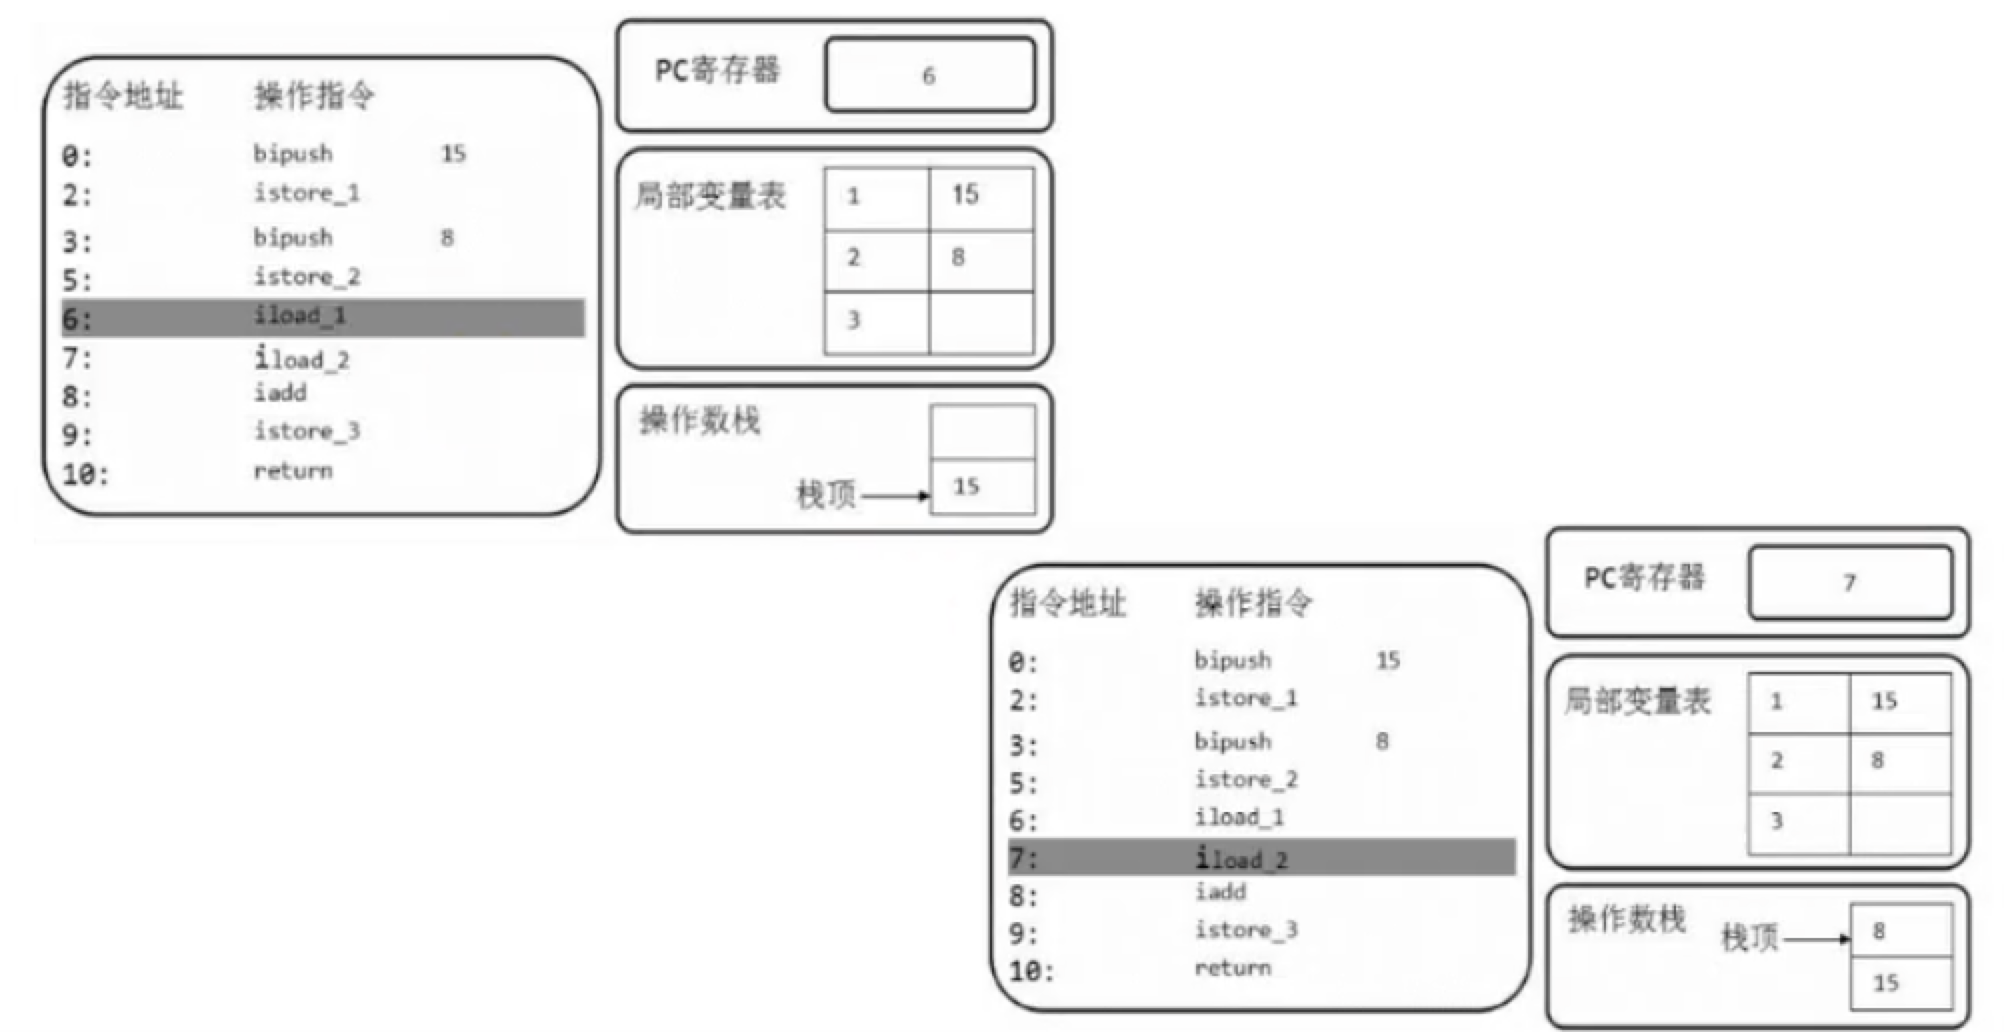 指令地址 操作指令
0: bipush 15
2: istore_1
3: bipush 8
5: istore_2
6: iload_1
7: iload_2
8: iadd
9: istore_3
10: return
PC寄存器 6
局部变量表 1 15
2 8
3
操作数栈
栈顶 15
指令地址 操作指令
0: bipush 15
2: istore_1
3: bipush 8
5: istore_2
6: iload_1
7: iload_2
8: iadd
9: istore_3
10: return
PC寄存器 7
局部变量表 1 15
2 8
3
操作数栈 栈顶 8
15